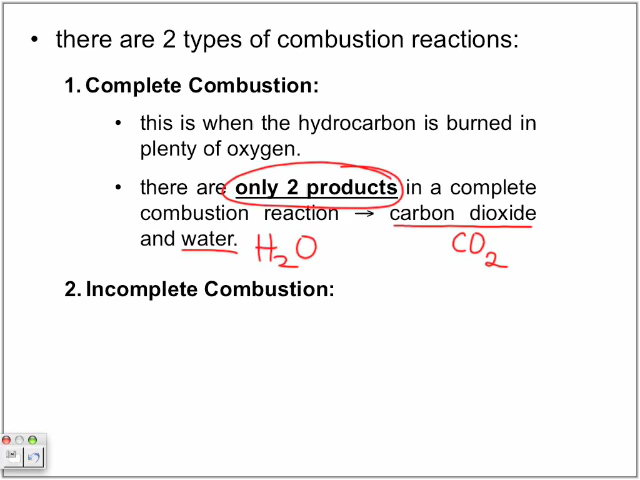 • there are 2 types of combustion reactions:
1. Complete Combustion:
• this is when the hydrocarbon is burned in
plenty of oxygen.
• there are only 2 products in a complete
combustion reaction → carbon dioxide
and water. H₂O CO₂
2. Incomplete Combustion: